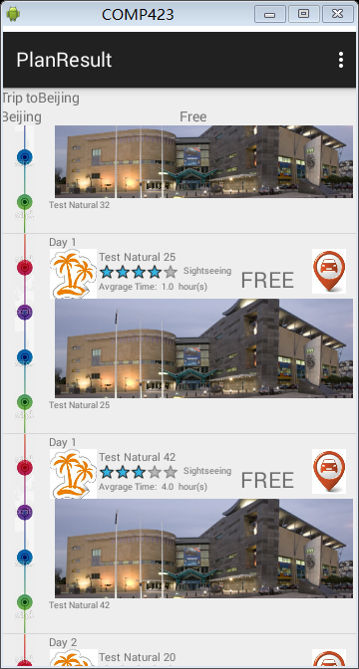 COMP423
PlanResult
Trip toBeijing
Beijing
Free
Test Natural 32
Day 1
Test Natural 25
Sightseeing
Avgrage Time: 1.0 hour(s)
FREE
Test Natural 25
Day 1
Test Natural 42
Sightseeing
Avgrage Time: 4.0 hour(s)
FREE
Test Natural 42
Day 2
Test Natural 20